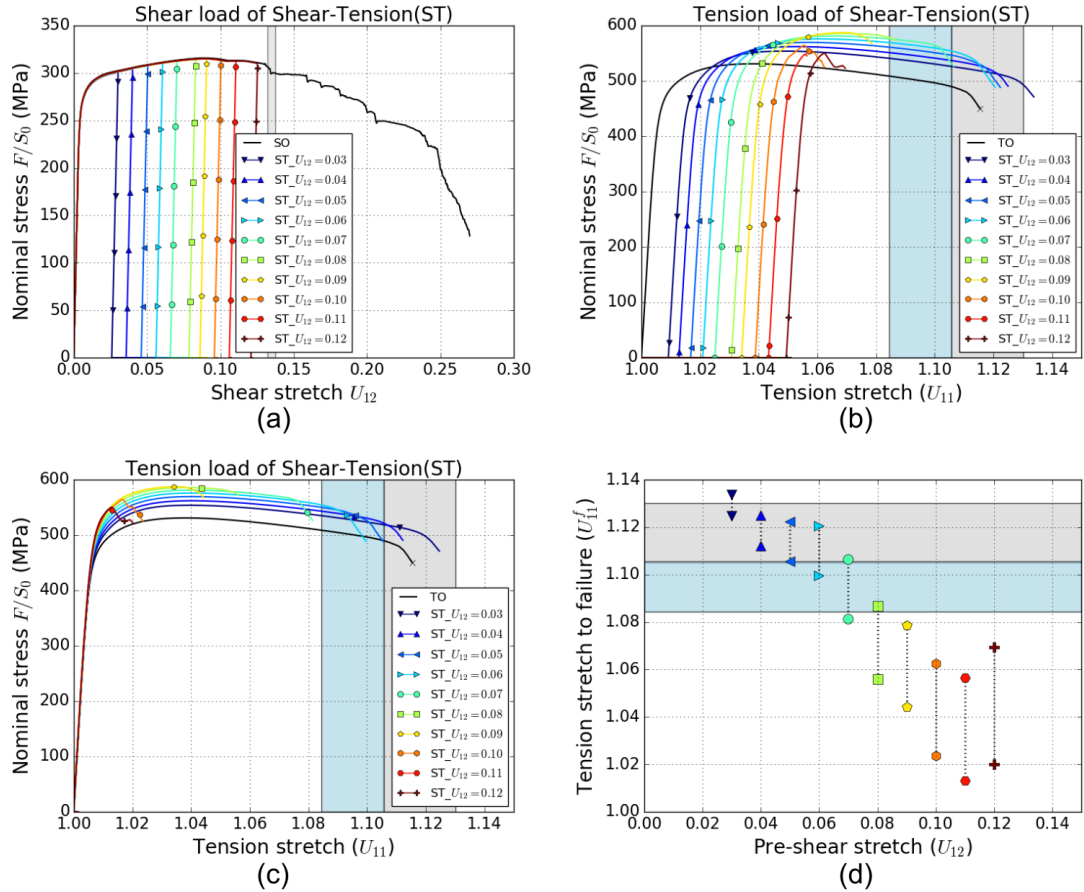 Shear load of Shear-Tension(ST)
Nominal stress F/S₀ (MPa)
350
300
250
200
150
100
50
0
SO
ST_U₁₂=0.03
ST_U₁₂=0.04
ST_U₁₂=0.05
ST_U₁₂=0.06
ST_U₁₂=0.07
ST_U₁₂=0.08
ST_U₁₂=0.09
ST_U₁₂=0.10
ST_U₁₂=0.11
ST_U₁₂=0.12
0.00 0.05 0.10 0.15 0.20 0.25 0.30
Shear stretch U₁₂
(a)
Tension load of Shear-Tension(ST)
Nominal stress F/S₀ (MPa)
600
500
400
300
200
100
0
TO
ST_U₁₂=0.03
ST_U₁₂=0.04
ST_U₁₂=0.05
ST_U₁₂=0.06
ST_U₁₂=0.07
ST_U₁₂=0.08
ST_U₁₂=0.09
ST_U₁₂=0.10
ST_U₁₂=0.11
ST_U₁₂=0.12
1.00 1.02 1.04 1.06 1.08 1.10 1.12 1.14
Tension stretch (U₁₁)
(b)
Tension load of Shear-Tension(ST)
Nominal stress F/S₀ (MPa)
600
500
400
300
200
100
0
TO
ST_U₁₂=0.03
ST_U₁₂=0.04
ST_U₁₂=0.05
ST_U₁₂=0.06
ST_U₁₂=0.07
ST_U₁₂=0.08
ST_U₁₂=0.09
ST_U₁₂=0.10
ST_U₁₂=0.11
ST_U₁₂=0.12
1.00 1.02 1.04 1.06 1.08 1.10 1.12 1.14
Tension stretch (U₁₁)
(c)
Tension stretch to failure (U₁₁ᶠ)
1.14
1.12
1.10
1.08
1.06
1.04
1.02
1.00
0.00 0.02 0.04 0.06 0.08 0.10 0.12 0.14
Pre-shear stretch (U₁₂)
(d)